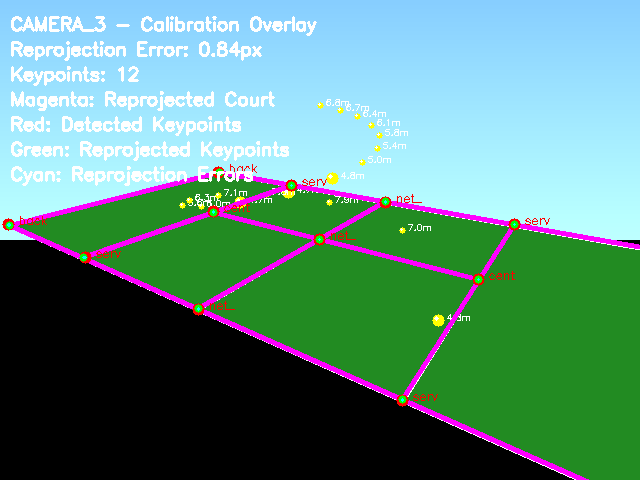 CAMERA_3 - Calibration Overlay
Reprojection Error: 0.84px
Keypoints: 12
Magenta: Reprojected Court
Red: Detected Keypoints
Green: Reprojected Keypoints
Cyan: Reprojection Errors
6.8m
6.7m
6.4m
6.1m
5.8m
5.4m
5.0m
4.8m
back
serv
7.1m
7.9m
net_
back
serv
7.0m
net_
serv
cent
net_
4.3m
serv